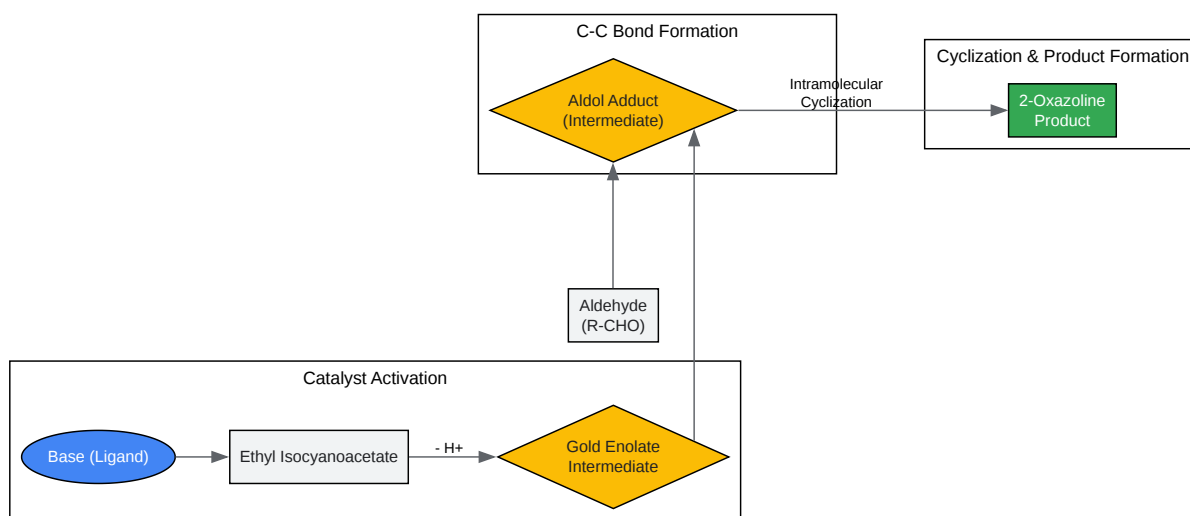 C-C Bond Formation
Aldol Adduct
(Intermediate)
Intramolecular
Cyclization
Cyclization & Product Formation
2-Oxazoline
Product
Aldehyde
(R-CHO)
Catalyst Activation
Base (Ligand)
Ethyl Isocyanoacetate
- H+
Gold Enolate
Intermediate